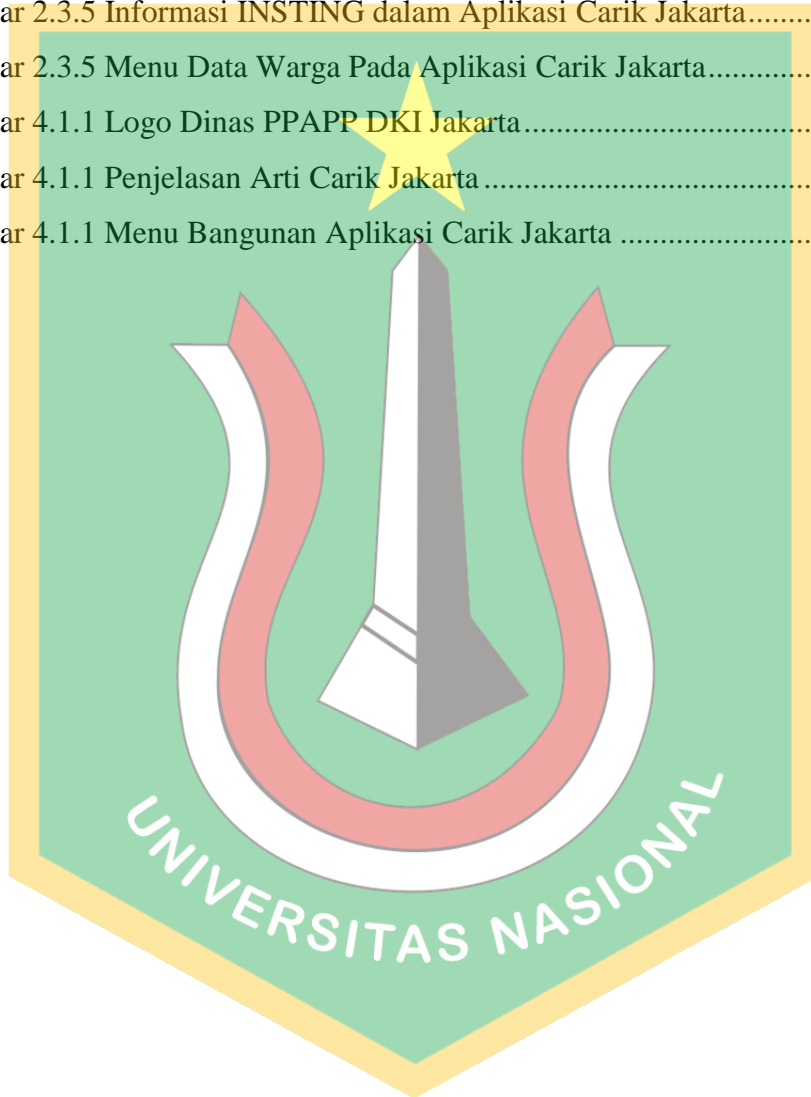 ar 2.3.5 Informasi INSTING dalam Aplikasi Carik Jakarta........
ar 2.3.5 Menu Data Warga Pada Aplikasi Carik Jakarta.............
ar 4.1.1 Logo Dinas PPAPP DKI Jakarta....................................
ar 4.1.1 Penjelasan Arti Carik Jakarta.........................................
ar 4.1.1 Menu Bangunan Aplikasi Carik Jakarta ........................
UNIVERSITAS NASIONAL